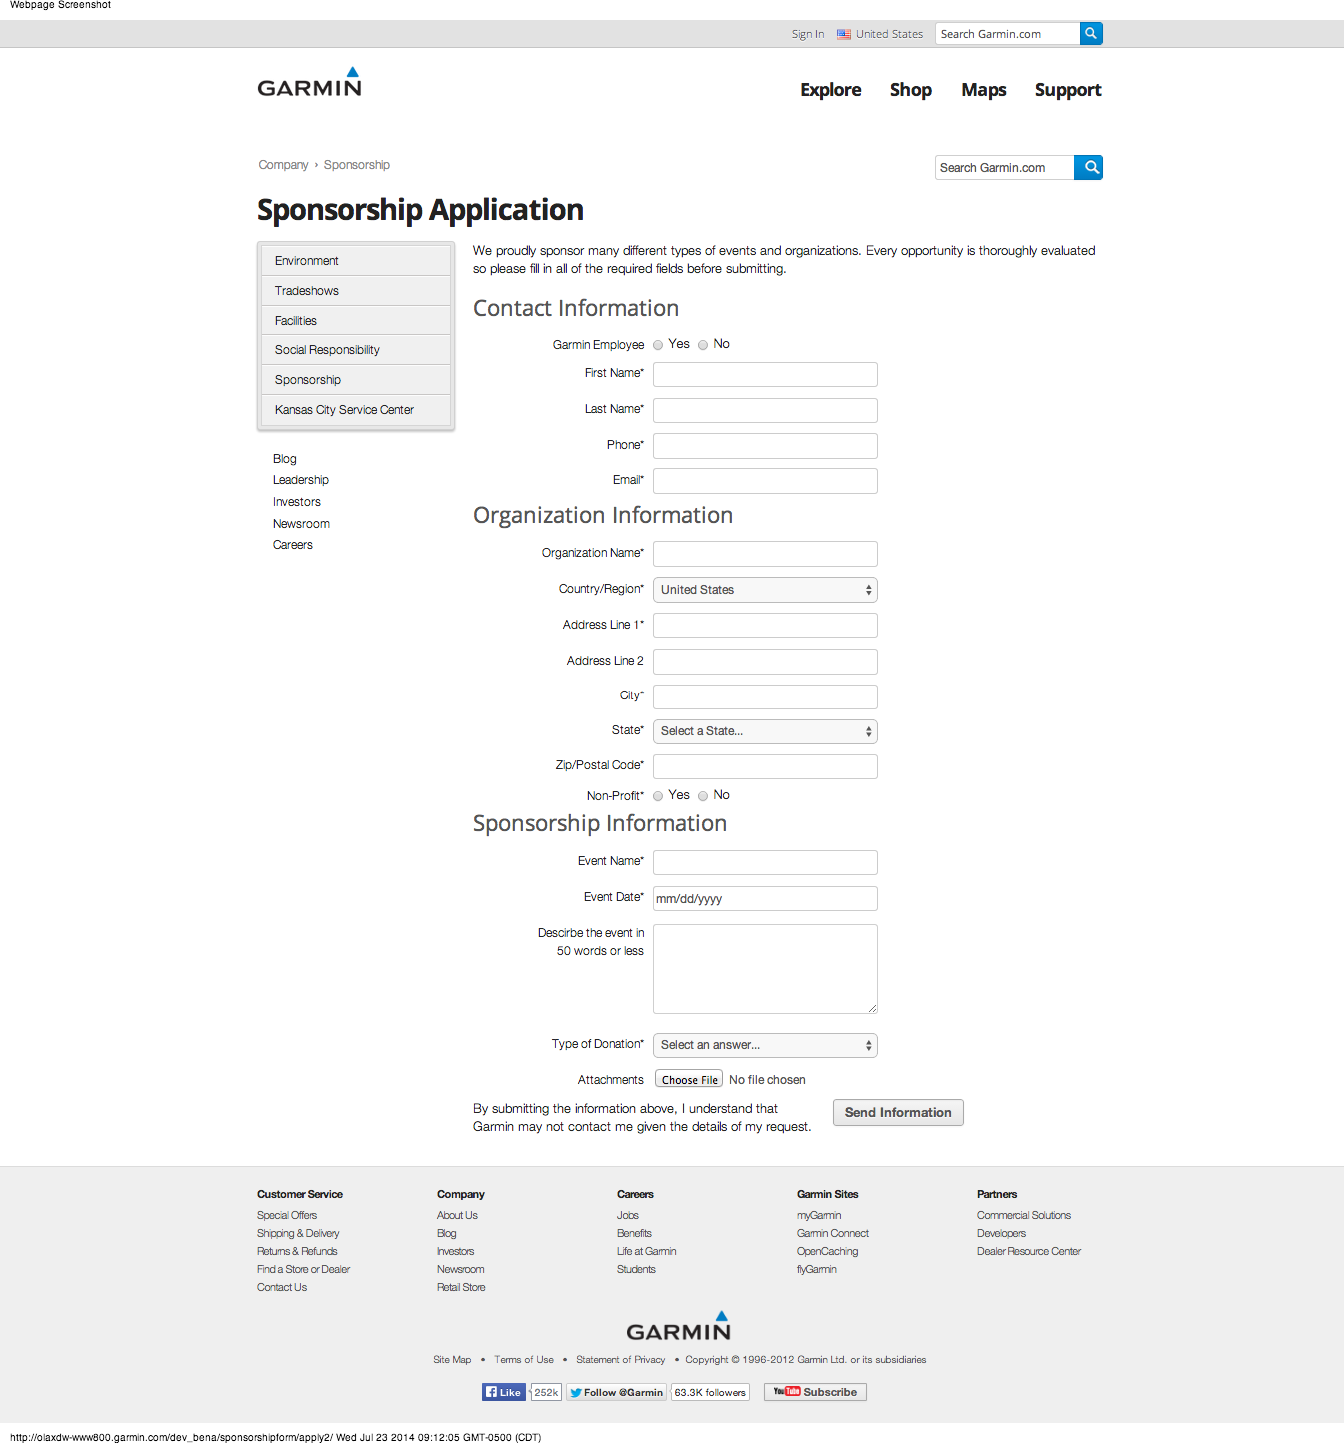 Webpage Screenshot
Sign In United States Search Garmin.com
GARMIN
Explore Shop Maps Support
Company › Sponsorship
Search Garmin.com
Sponsorship Application
Environment
Tradeshows
Facilities
Social Responsibility
Sponsorship
Kansas City Service Center
Blog
Leadership
Investors
Newsroom
Careers
We proudly sponsor many different types of events and organizations. Every opportunity is thoroughly evaluated
so please fill in all of the required fields before submitting.
Contact Information
Garmin Employee Yes No
First Name*
Last Name*
Phone*
Email*
Organization Information
Organization Name*
Country/Region* United States
Address Line 1*
Address Line 2
City*
State* Select a State...
Zip/Postal Code*
Non-Profit* Yes No
Sponsorship Information
Event Name*
Event Date* mm/dd/yyyy
Descirbe the event in
50 words or less
Type of Donation* Select an answer...
Attachments Choose File No file chosen
By submitting the information above, I understand that
Garmin may not contact me given the details of my request.
Send Information
Customer Service
Special Offers
Shipping & Delivery
Returns & Refunds
Find a Store or Dealer
Contact Us
Company
About Us
Blog
Investors
Newsroom
Retail Store
Careers
Jobs
Benefits
Life at Garmin
Students
Garmin Sites
myGarmin
Garmin Connect
OpenCaching
flyGarmin
Partners
Commercial Solutions
Developers
Dealer Resource Center
GARMIN
Site Map • Terms of Use • Statement of Privacy • Copyright © 1996-2012 Garmin Ltd. or its subsidiaries
Like 252k Follow @Garmin 63.3K followers YouTube Subscribe
http://olaxdw-www800.garmin.com/dev_bena/sponsorshipform/apply2/ Wed Jul 23 2014 09:12:05 GMT-0500 (CDT)